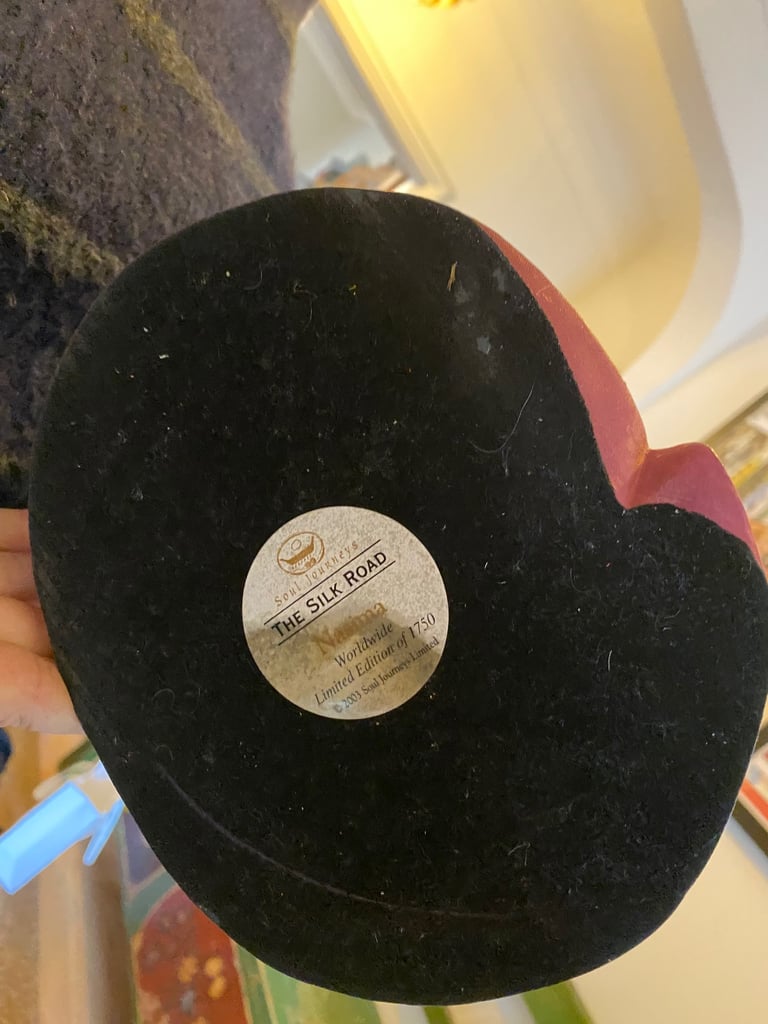 Soul Journeys
THE SILK ROAD
Nasima
Worldwide
Limited Edition of 1750
© 2003 Soul Journeys Limited